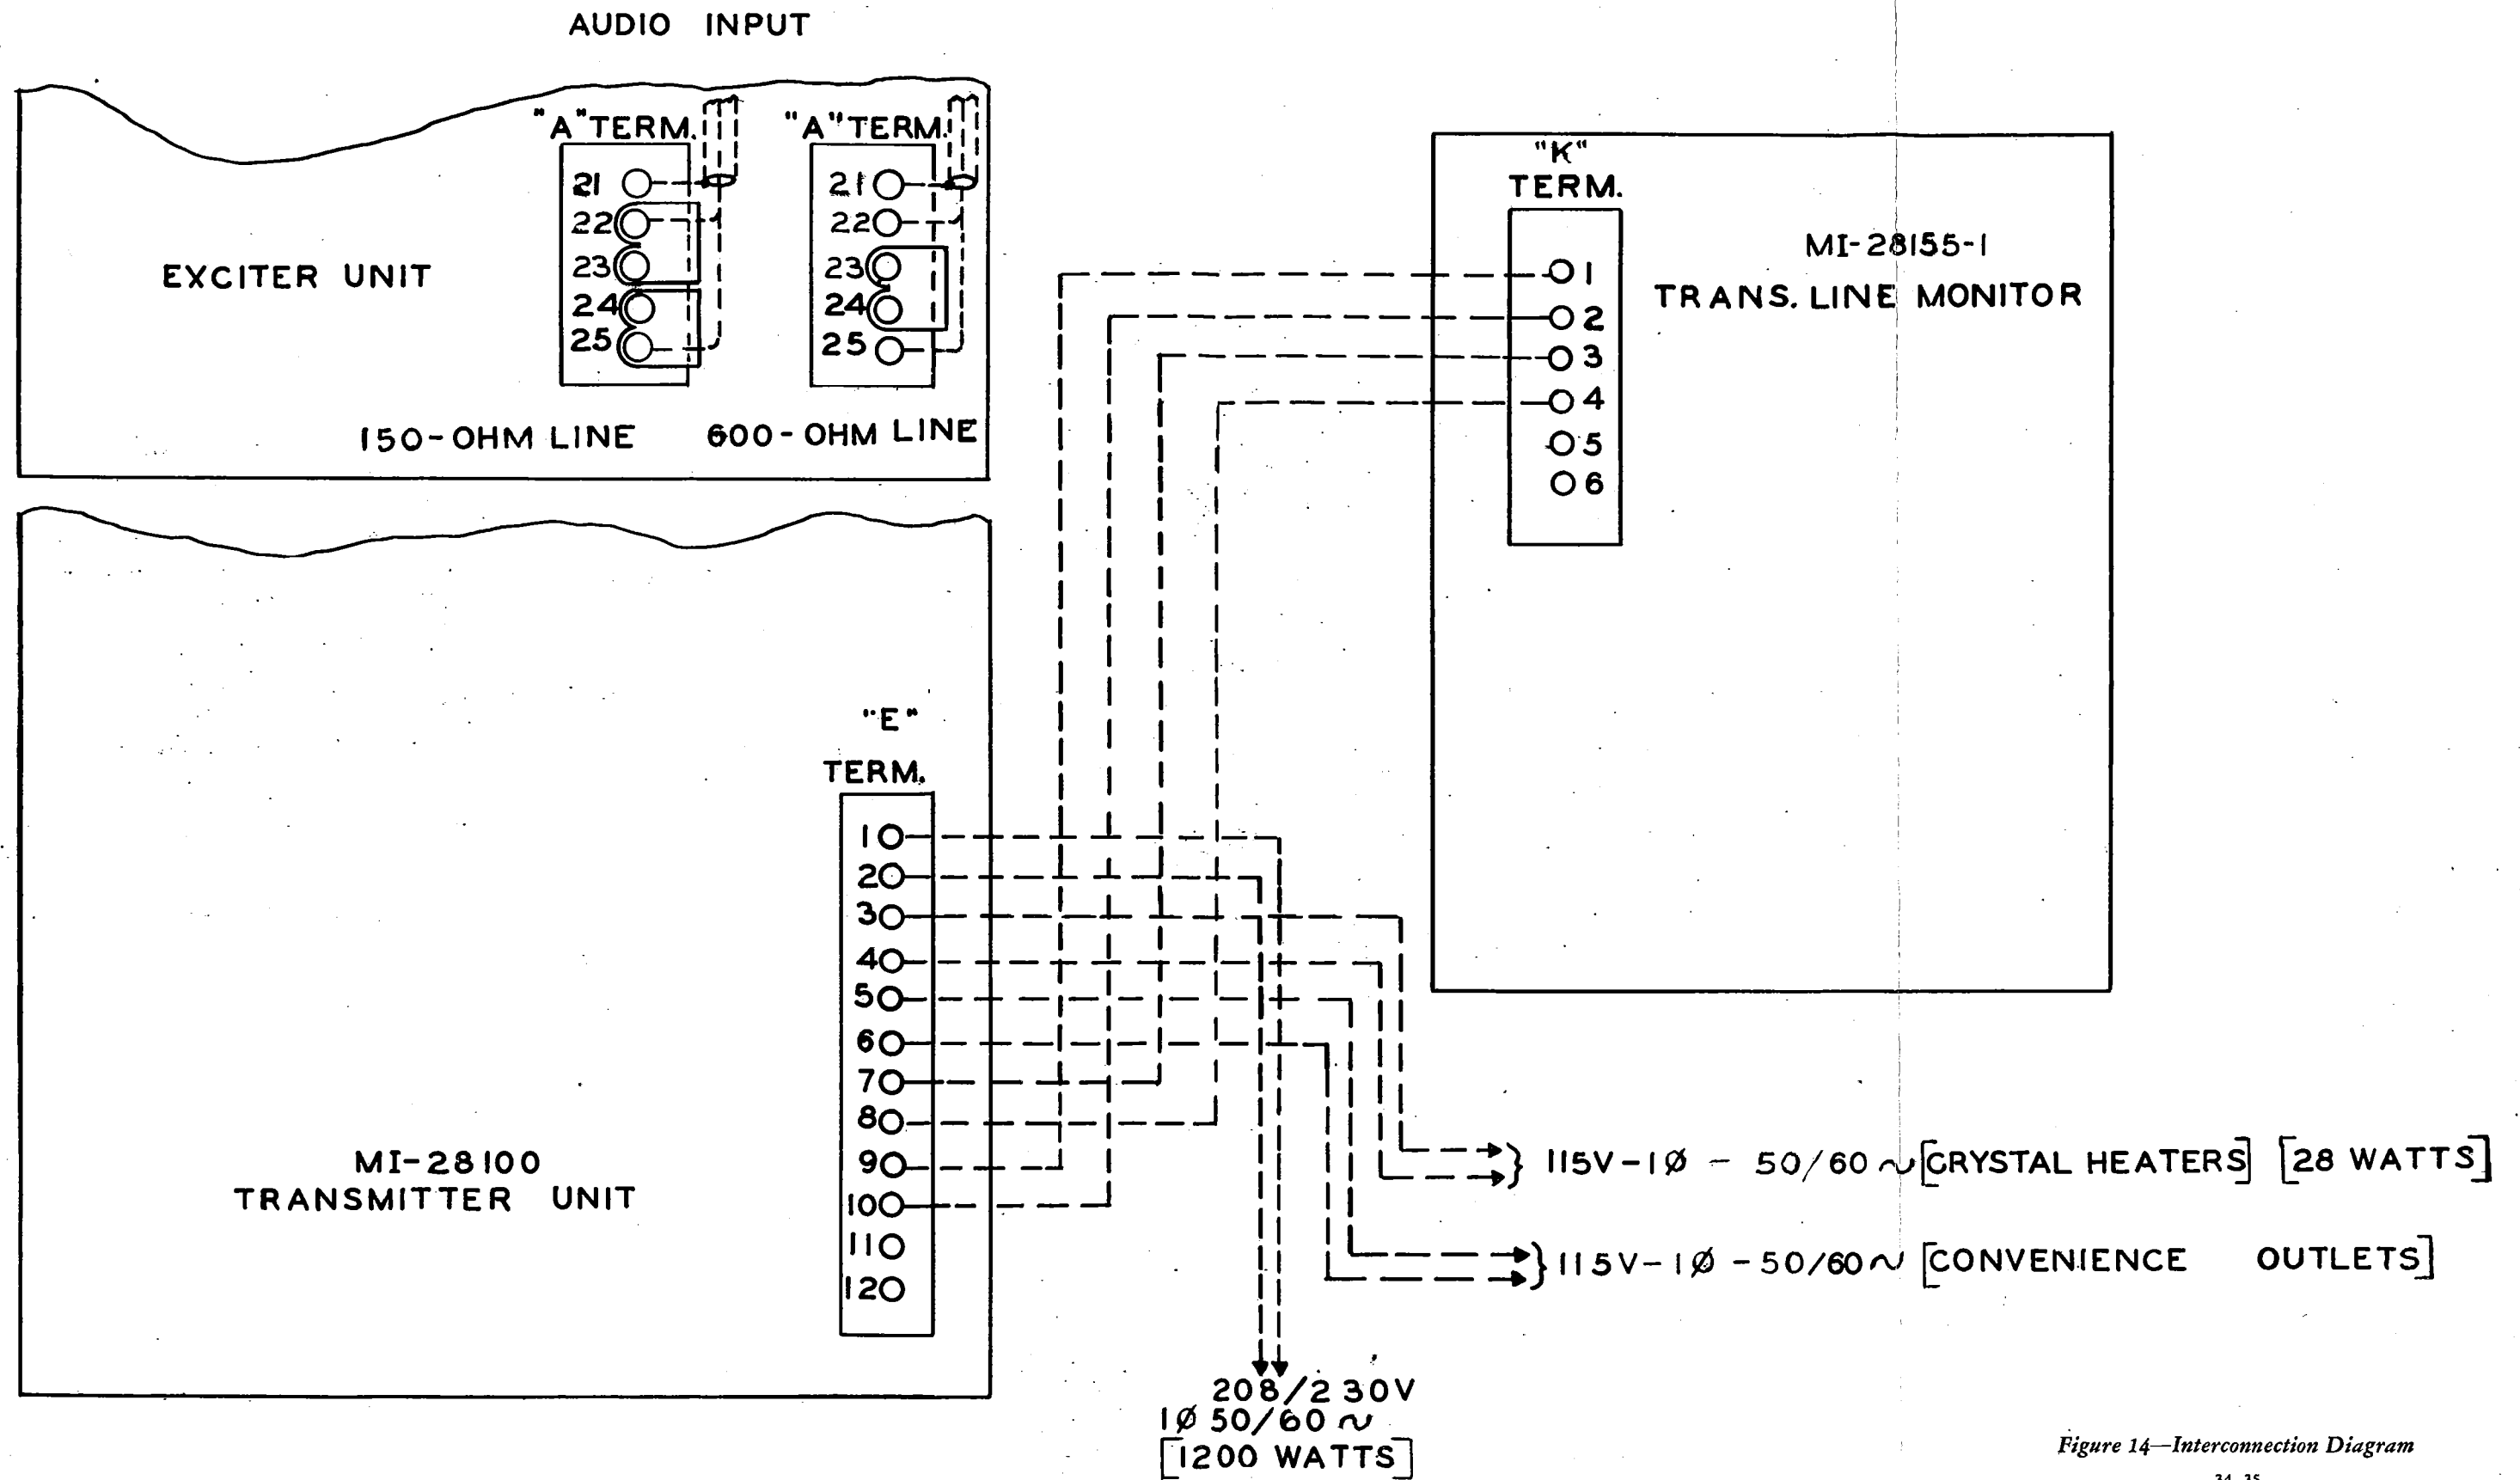 AUDIO INPUT
"A" TERM.
21
22
23
24
25
"A" TERM.
21
22
23
24
25
EXCITER UNIT
150-OHM LINE
600-OHM LINE
"K"
TERM.
1
2
3
4
5
6
MI-28155-1
TRANS. LINE MONITOR
"E"
TERM.
1
2
3
4
5
6
7
8
9
10
11
12
MI-28100
TRANSMITTER UNIT
115V-1Ø - 50/60 ~ [CRYSTAL HEATERS] [28 WATTS]
115V-1Ø - 50/60 ~ [CONVENIENCE OUTLETS]
208/230V
1Ø 50/60 ~
[1200 WATTS]
Figure 14—Interconnection Diagram
34, 35